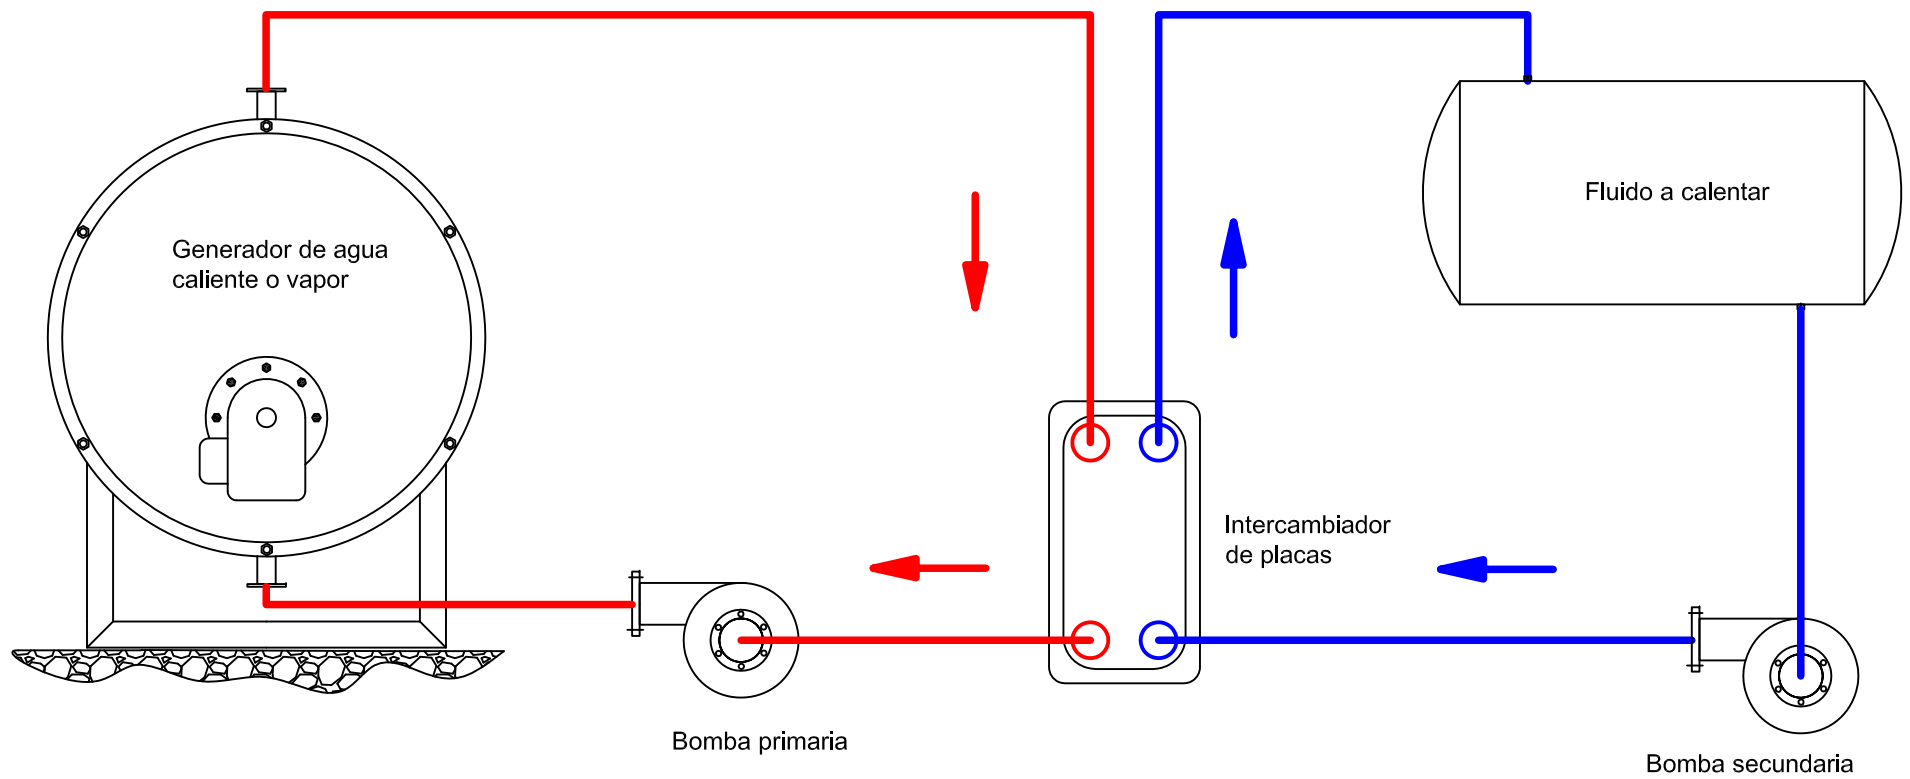 Fluido a calentar
Generador de agua
caliente o vapor
Intercambiador
de placas
Bomba primaria
Bomba secundaria